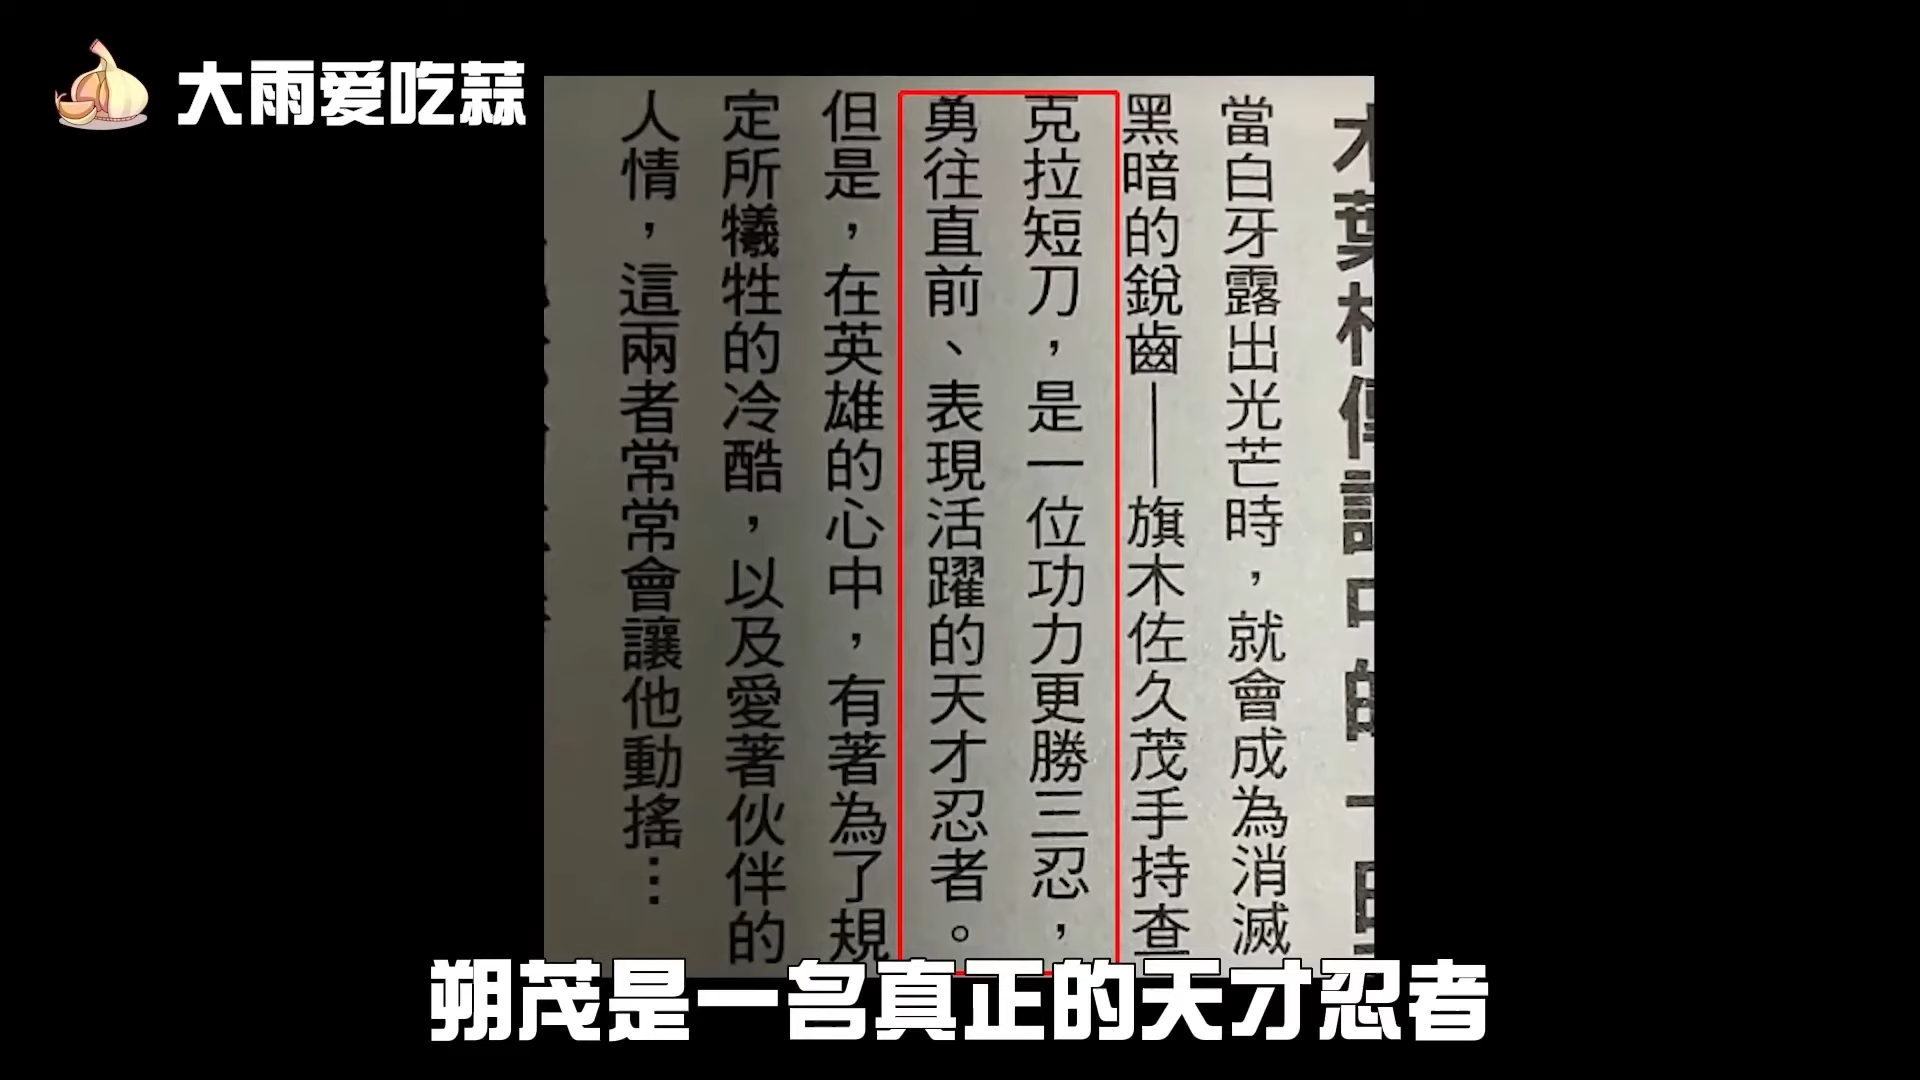 大雨爱吃蒜
當白牙露出光芒時，就會成為消滅
黑暗的銳齒——旗木佐久茂手持查
克拉短刀，是一位功力更勝三忍，
勇往直前、表現活躍的天才忍者。
但是，在英雄的心中，有著為了規
定所犧牲的冷酷，以及愛著伙伴的
人情，這兩者常常會讓他動搖…
朔茂是一名真正的天才忍者